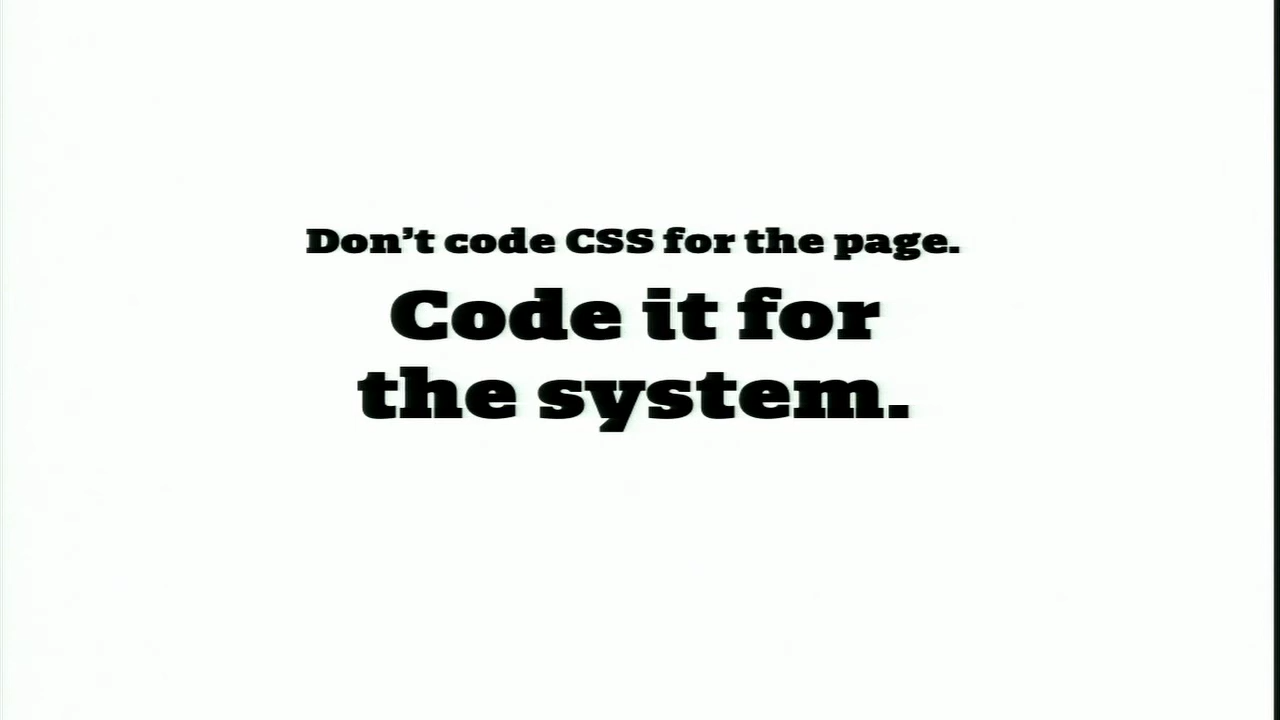 Don’t code CSS for the page.
Code it for
the system.